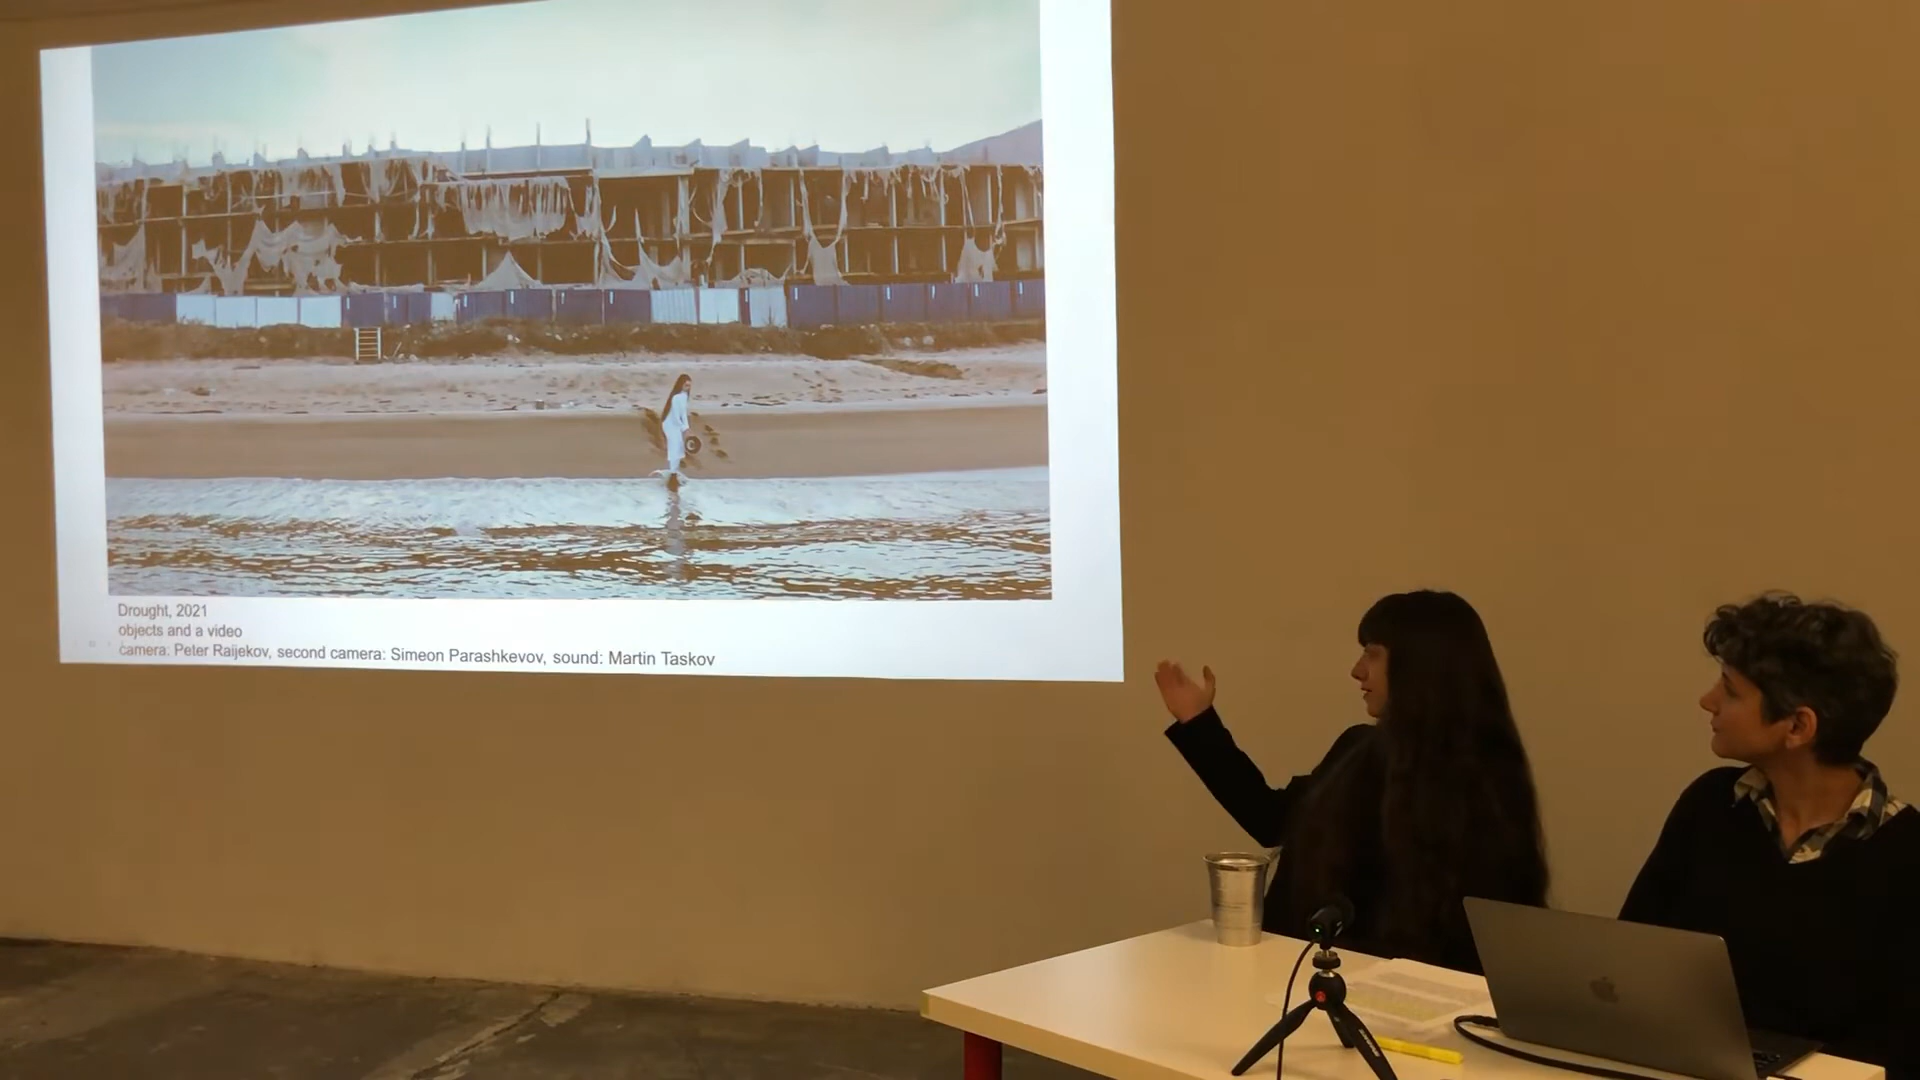 Drought, 2021
objects and a video
camera: Peter Raijekov, second camera: Simeon Parashkevov, sound: Martin Taskov